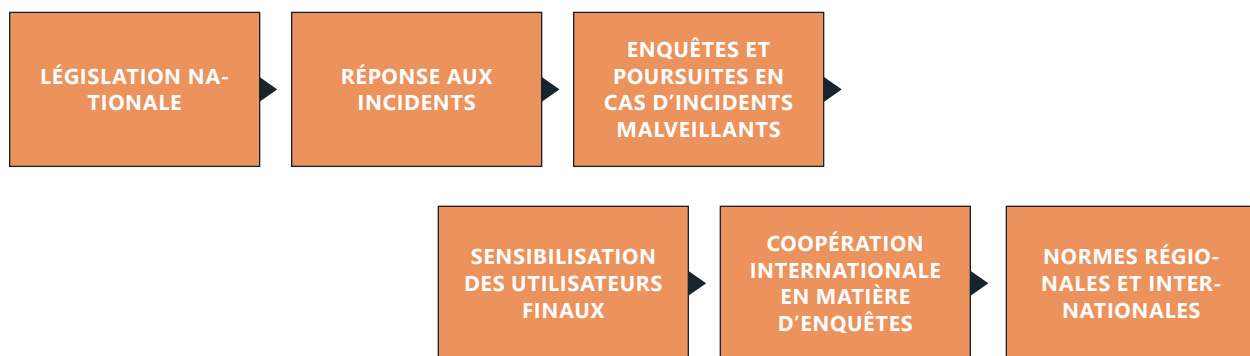 LÉGISLATION NA-
TIONALE
RÉPONSE AUX
INCIDENTS
ENQUÊTES ET
POURSUITES EN
CAS D’INCIDENTS
MALVEILLANTS
SENSIBILISATION
DES UTILISATEURS
FINAUX
COOPÉRATION
INTERNATIONALE
EN MATIÈRE
D’ENQUÊTES
NORMES RÉGIO-
NALES ET INTER-
NATIONALES